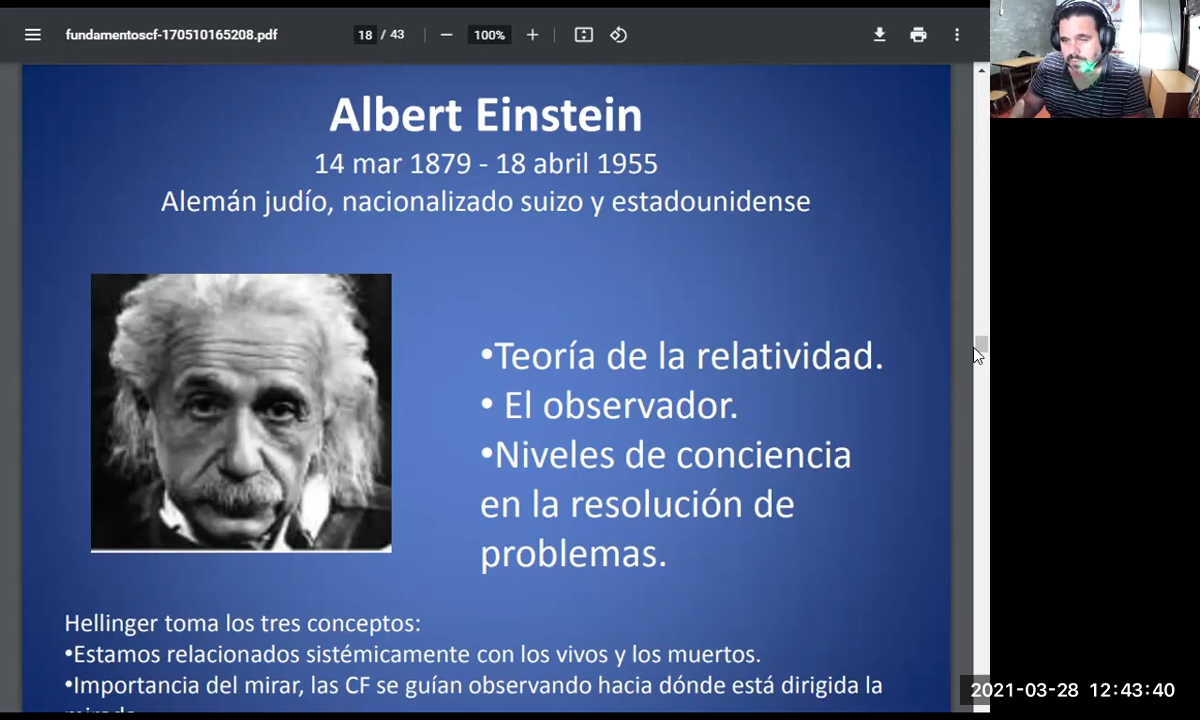 fundamentoscf-170510165208.pdf
18 / 43
100%
Albert Einstein
14 mar 1879 - 18 abril 1955
Alemán judío, nacionalizado suizo y estadounidense
•Teoría de la relatividad.
• El observador.
•Niveles de conciencia
en la resolución de
problemas.
Hellinger toma los tres conceptos:
•Estamos relacionados sistémicamente con los vivos y los muertos.
•Importancia del mirar, las CF se guían observando hacia dónde está dirigida la
2021-03-28 12:43:40